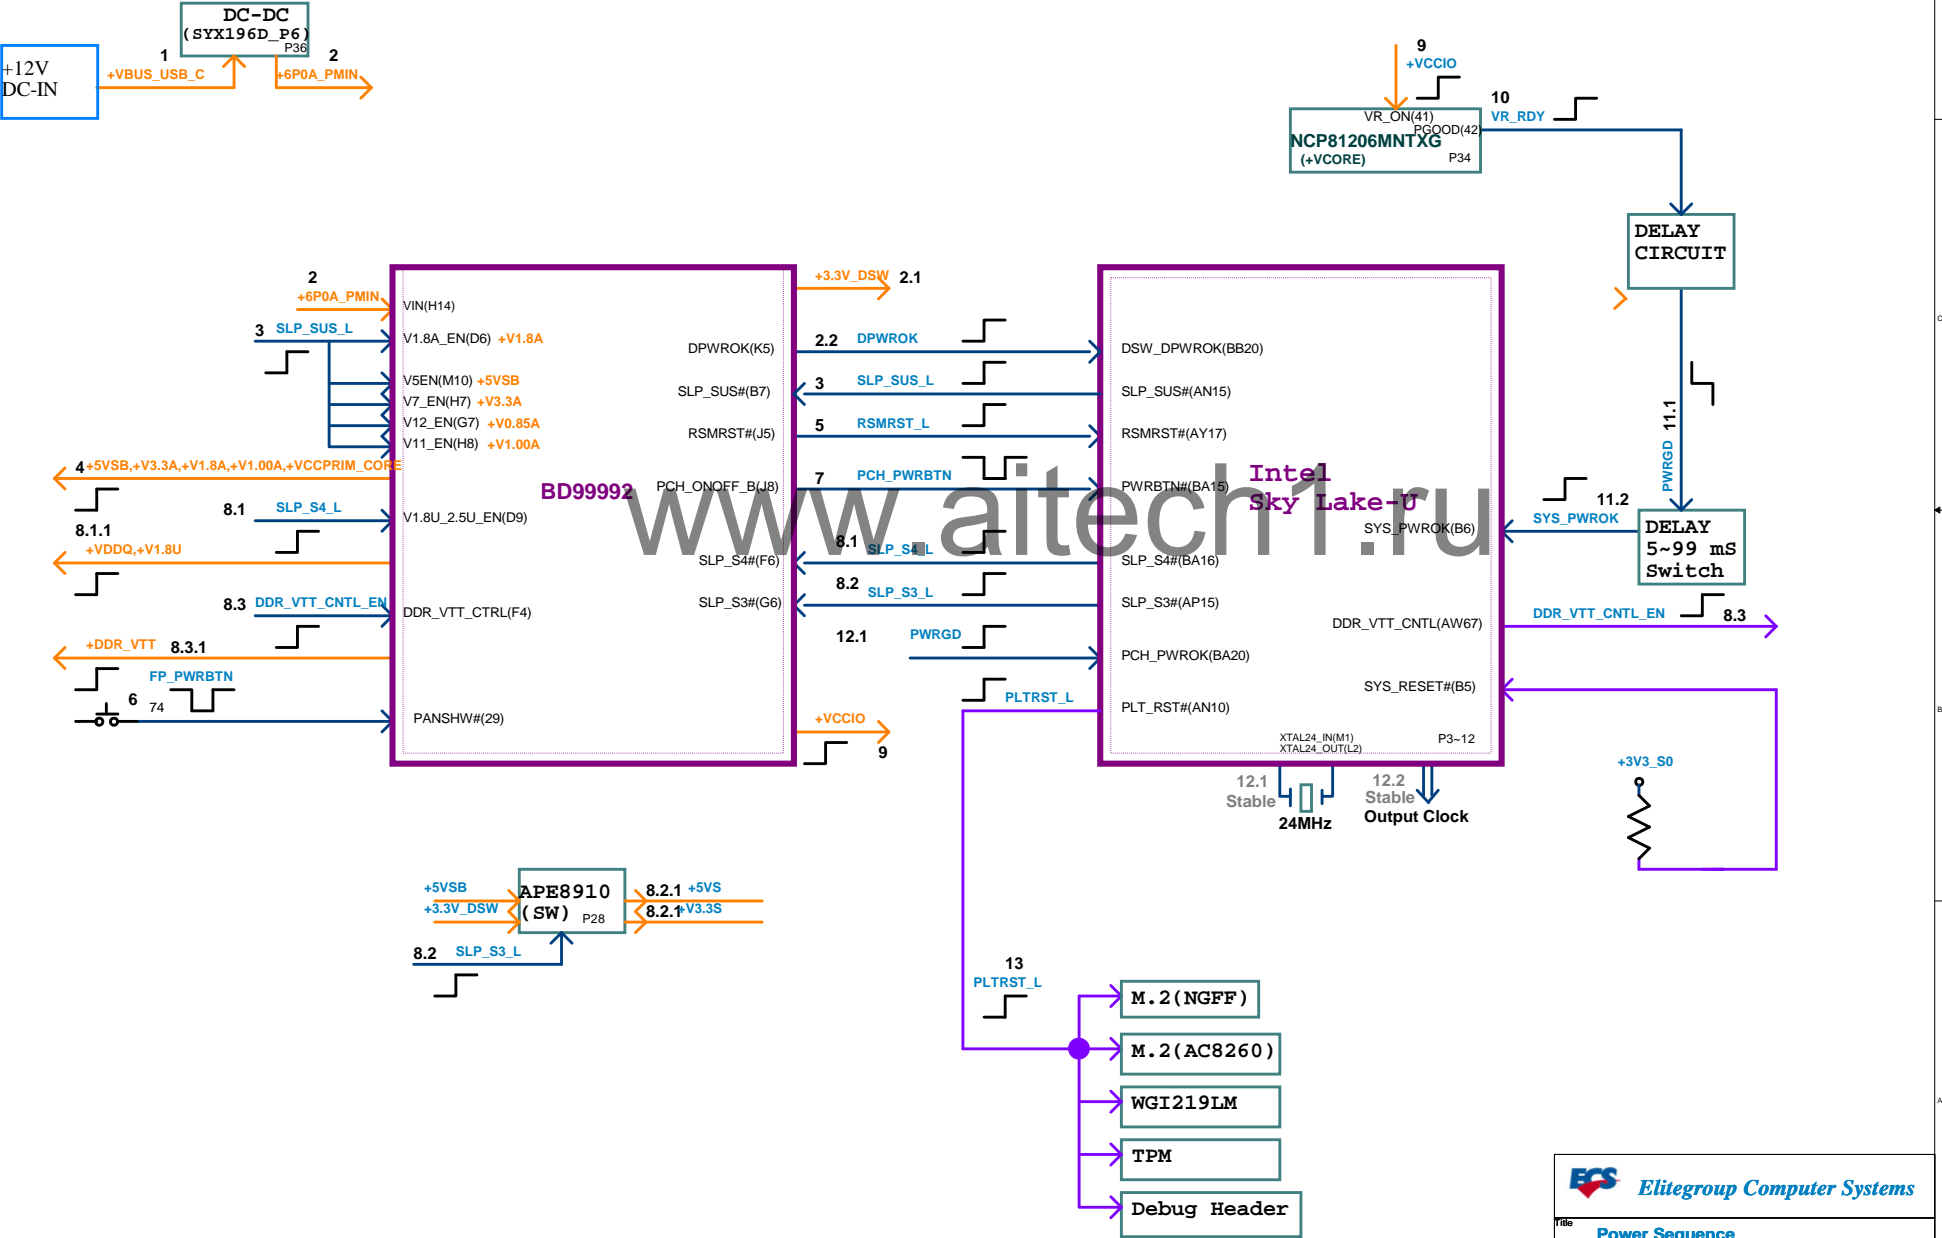 DC-DC
(SYX196D_P6)
P36
+12V
DC-IN
1
+VBUS_USB_C
2
+6P0A_PMIN
9
+VCCIO
VR_ON(41)
PGOOD(42)
NCP81206MNTXG
(+VCORE)
P34
10
VR_RDY
DELAY
CIRCUIT
11.1
PWRGD
11.2
SYS_PWROK
DELAY
5~99 mS
Switch
2
+6P0A_PMIN
VIN(H14)
3 SLP_SUS_L
V1.8A_EN(D6) +V1.8A
V5EN(M10) +5VSB
V7_EN(H7) +V3.3A
V12_EN(G7) +V0.85A
V11_EN(H8) +V1.00A
4 +5VSB,+V3.3A,+V1.8A,+V1.00A,+VCCPRIM_CORE
8.1 SLP_S4_L
V1.8U_2.5U_EN(D9)
8.1.1
+VDDQ,+V1.8U
8.3 DDR_VTT_CNTL_EN
DDR_VTT_CTRL(F4)
+DDR_VTT 8.3.1
FP_PWRBTN
6 74
PANSHW#(29)
BD99992
DPWROK(K5)
SLP_SUS#(B7)
RSMRST#(J5)
PCH_ONOFF_B(J8)
SLP_S4#(F6)
SLP_S3#(G6)
+3.3V_DSW 2.1
2.2 DPWROK
3 SLP_SUS_L
5 RSMRST_L
7 PCH_PWRBTN
8.1 SLP_S4_L
8.2 SLP_S3_L
12.1 PWRGD
PLTRST_L
+VCCIO
9
www.aitech1.ru
Intel
Sky Lake-U
DSW_DPWROK(BB20)
SLP_SUS#(AN15)
RSMRST#(AY17)
PWRBTN#(BA15)
SYS_PWROK(B6)
SLP_S4#(BA16)
SLP_S3#(AP15)
DDR_VTT_CNTL(AW67)
PCH_PWROK(BA20)
SYS_RESET#(B5)
PLT_RST#(AN10)
XTAL24_IN(M1)
XTAL24_OUT(L2)
P3~12
DDR_VTT_CNTL_EN 8.3
12.1
Stable
24MHz
12.2
Stable
Output Clock
+3V3_S0
+5VSB
+3.3V_DSW
APE8910
(SW) P28
8.2.1 +5VS
8.2.1 +V3.3S
8.2 SLP_S3_L
13
PLTRST_L
M.2(NGFF)
M.2(AC8260)
WGI219LM
TPM
Debug Header
C
B
A
ECS Elitegroup Computer Systems
Title
Power Sequence